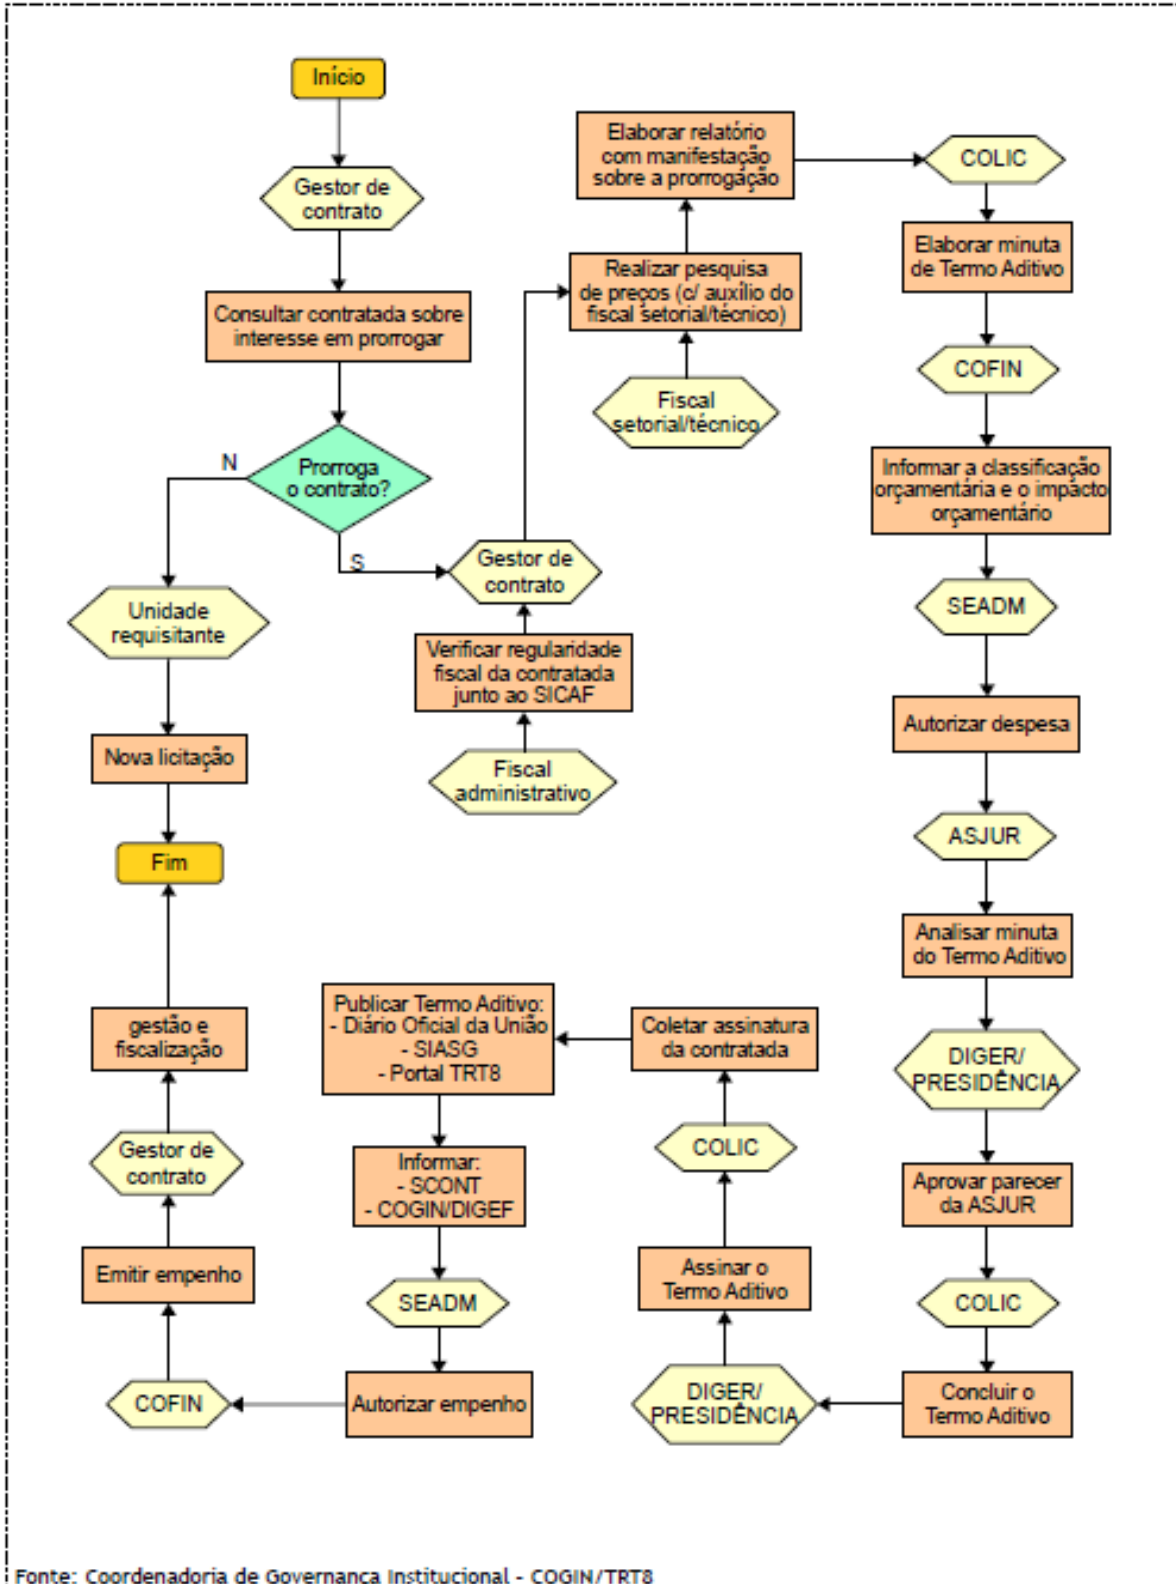 Início
Gestor de
contrato
Consultar contratada sobre
interesse em prorrogar
Prorroga
o contrato?
N
S
Unidade
requisitante
Nova licitação
Fim
Gestor de
contrato
Verificar regularidade
fiscal da contratada
junto ao SICAF
Fiscal
administrativo
Realizar pesquisa
de preços (c/ auxílio do
fiscal setorial/técnico)
Fiscal
setorial/técnico
Elaborar relatório
com manifestação
sobre a prorrogação
COLIC
Elaborar minuta
de Termo Aditivo
COFIN
Informar a classificação
orçamentária e o impacto
orçamentário
SEADM
Autorizar despesa
ASJUR
Analisar minuta
do Termo Aditivo
DIGER/
PRESIDÊNCIA
Aprovar parecer
da ASJUR
COLIC
Concluir o
Termo Aditivo
DIGER/
PRESIDÊNCIA
Assinar o
Termo Aditivo
COLIC
Coletar assinatura
da contratada
Publicar Termo Aditivo:
- Diário Oficial da União
- SIASG
- Portal TRT8
Informar:
- SCONT
- COGIN/DIGEF
SEADM
Autorizar empenho
COFIN
Emitir empenho
Gestor de
contrato
gestão e
fiscalização
Fonte: Coordenadoria de Governança Institucional - COGIN/TRT8